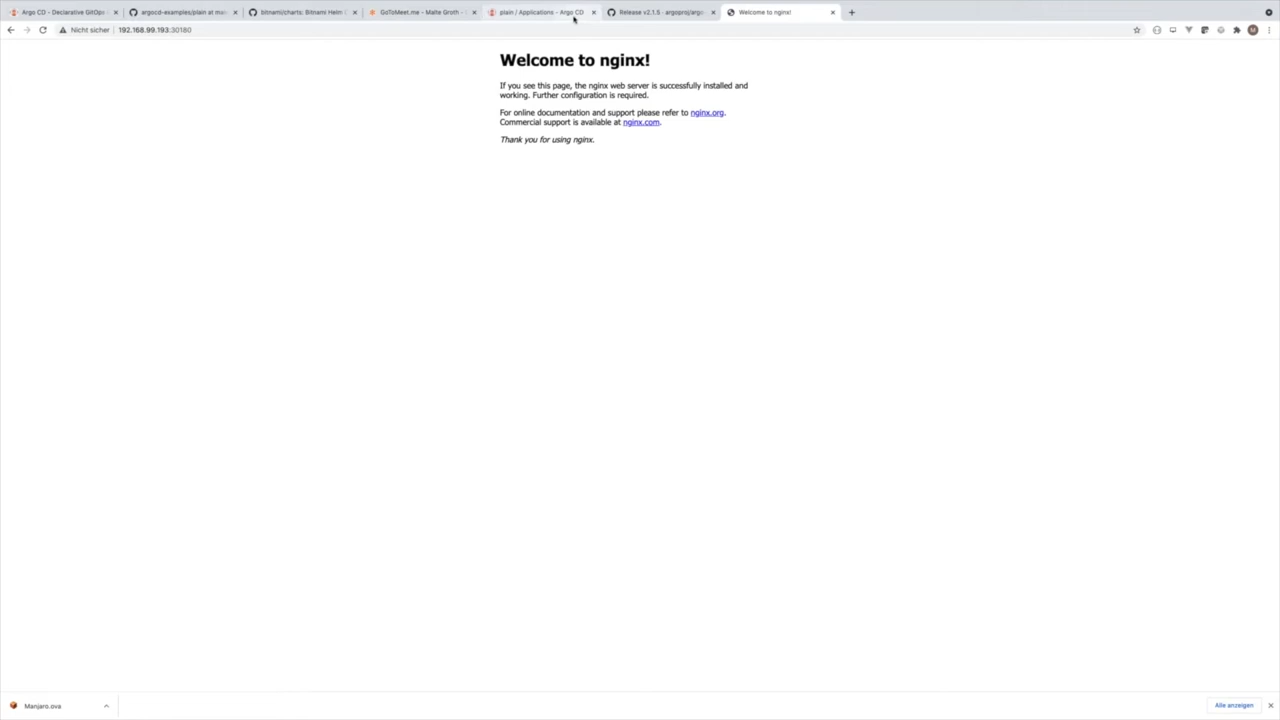 Argo CD - Declarative GitOps
argocd-examples/plain at mai
bitnami/charts: Bitnami Helm C
GoToMeet.me - Malte Groth -
plain / Applications - Argo CD
Release v2.1.5 · argoproj/argo
Welcome to nginx!
Nicht sicher
192.168.99.193:30180
M
Welcome to nginx!
If you see this page, the nginx web server is successfully installed and
working. Further configuration is required.
For online documentation and support please refer to nginx.org.
Commercial support is available at nginx.com.
Thank you for using nginx.
Manjaro.ova
Alle anzeigen